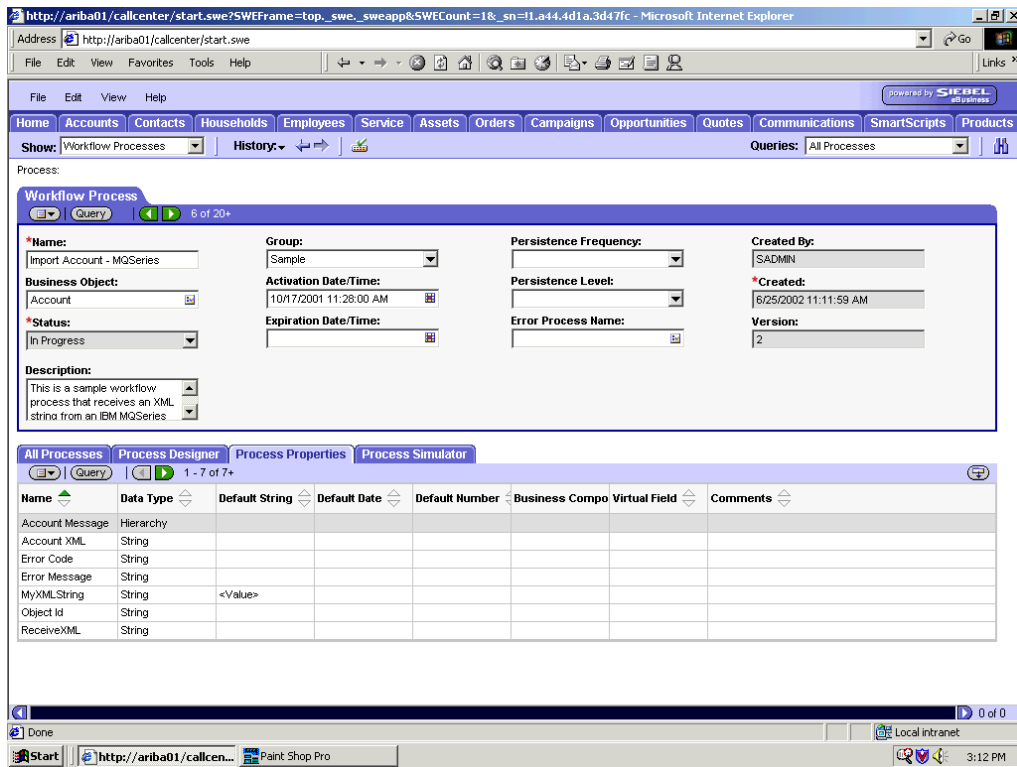 http://ariba01/callcenter/start.swe?SWEFrame=top._swe._sweapp&SWECount=1&_sn=!1.a44.4d1a.3d47fc - Microsoft Internet Explorer
Address http://ariba01/callcenter/start.swe Go
File Edit View Favorites Tools Help Links »
File Edit View Help powered by SIEBEL eBusiness
Home Accounts Contacts Households Employees Service Assets Orders Campaigns Opportunities Quotes Communications SmartScripts Products
Show: Workflow Processes History: Queries: All Processes
Process:
Workflow Process
Query 6 of 20+
*Name: Group: Persistence Frequency: Created By:
Import Account - MQSeries Sample SADMIN
Business Object: Activation Date/Time: Persistence Level: *Created:
Account 10/17/2001 11:28:00 AM 6/25/2002 11:11:59 AM
*Status: Expiration Date/Time: Error Process Name: Version:
In Progress 2
Description:
This is a sample workflow
process that receives an XML
string from an IBM MQSeries
All Processes Process Designer Process Properties Process Simulator
Query 1 - 7 of 7+
Name Data Type Default String Default Date Default Number Business Compo Virtual Field Comments
Account Message Hierarchy
Account XML String
Error Code String
Error Message String
MyXMLString String <Value>
Object Id String
ReceiveXML String
0 of 0
Done Local intranet
Start http://ariba01/callcen... Paint Shop Pro 3:12 PM